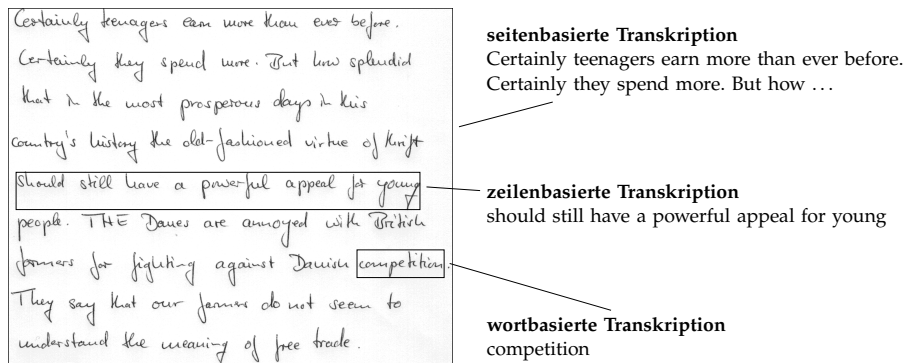 Certainly teenagers earn more than ever before.
Certainly they spend more. But how splendid
that in the most prosperous days in this
country's history the old-fashioned virtue of thrift
should still have a powerful appeal for young
people. THE Danes are annoyed with British
farmers for fighting against Danish competition.
They say that our farmers do not seem to
understand the meaning of free trade.
seitenbasierte Transkription
Certainly teenagers earn more than ever before.
Certainly they spend more. But how ...
zeilenbasierte Transkription
should still have a powerful appeal for young
wortbasierte Transkription
competition